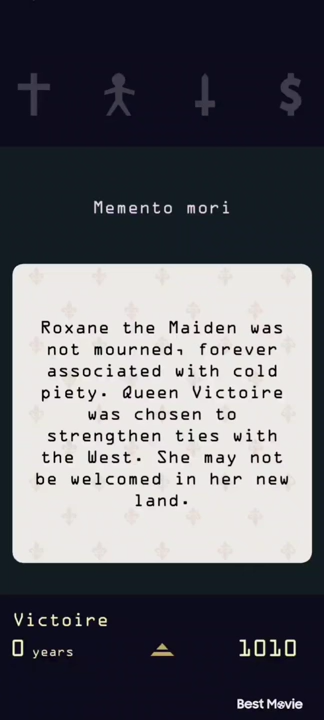 $
Memento mori
Roxane the Maiden was
not mourned, forever
associated with cold
piety. Queen Victoire
was chosen to
strengthen ties with
the West. She may not
be welcomed in her new
land.
Victoire
0 years
1010
Best Movie